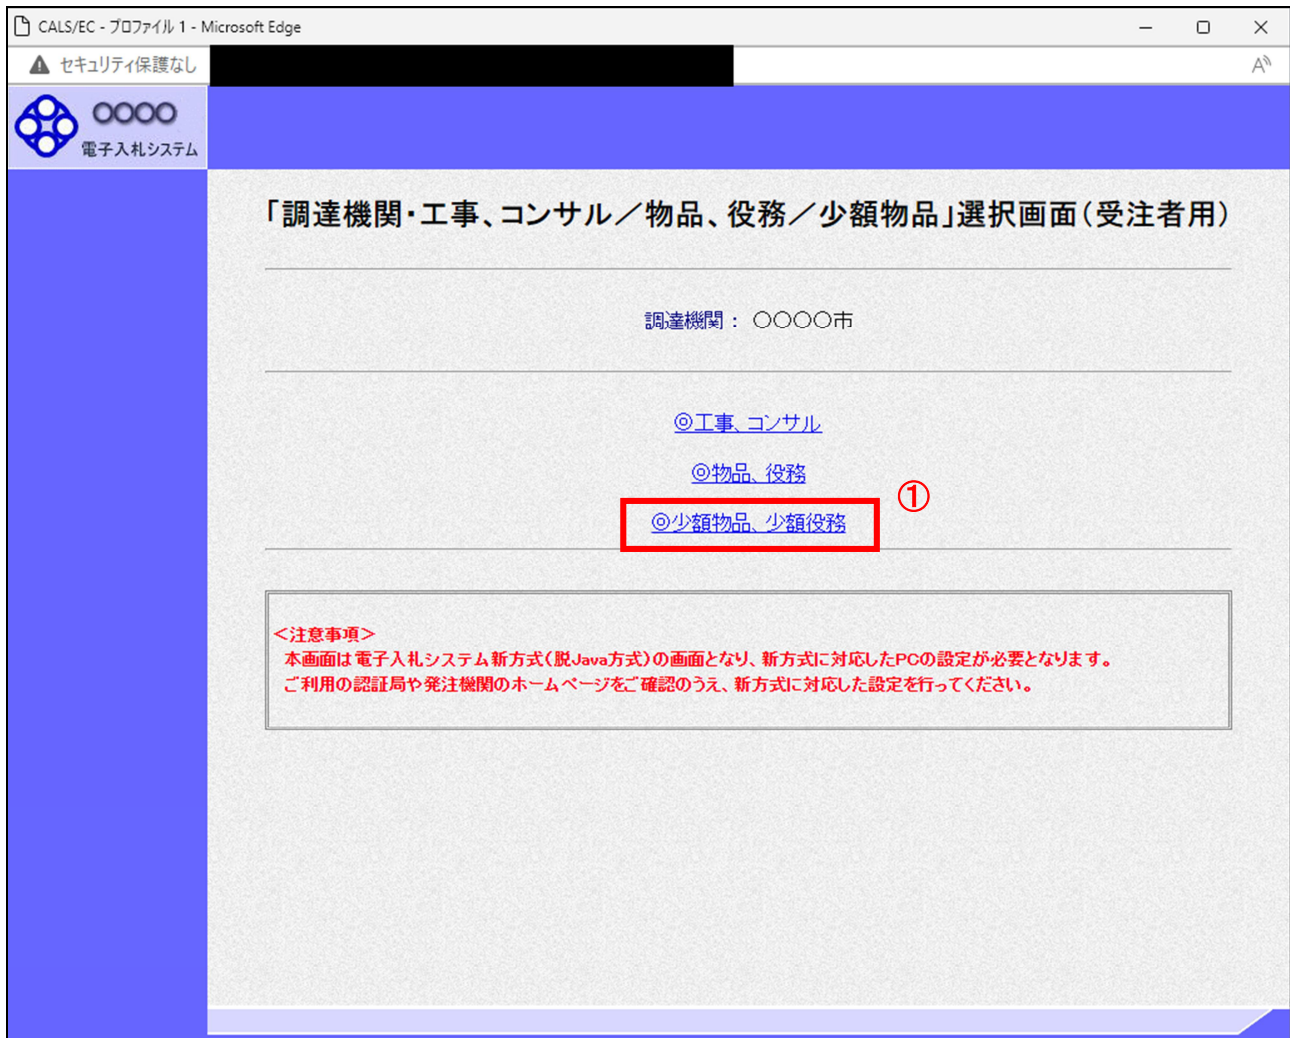 CALS/EC - プロファイル 1 - Microsoft Edge
セキュリティ保護なし
〇〇〇〇
電子入札システム
「調達機関・工事、コンサル／物品、役務／少額物品」選択画面（受注者用）
調達機関： 〇〇〇〇市
◎工事、コンサル
◎物品、役務
①
◎少額物品、少額役務
＜注意事項＞
本画面は電子入札システム新方式（脱Java方式）の画面となり、新方式に対応したPCの設定が必要となります。
ご利用の認証局や発注機関のホームページをご確認のうえ、新方式に対応した設定を行ってください。